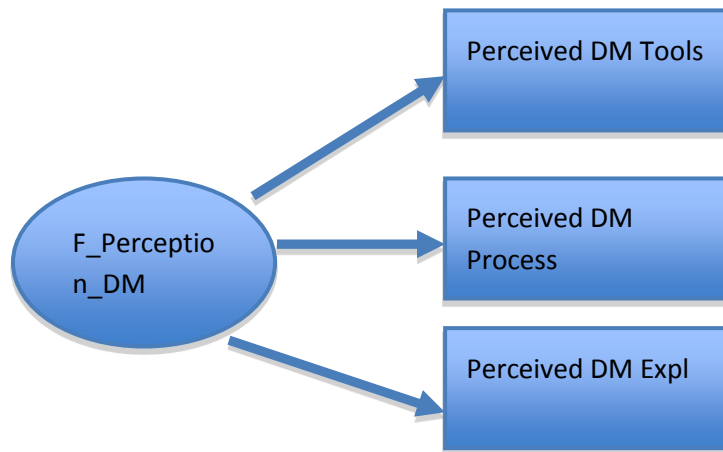 Perceived DM Tools
F_Perceptio
n_DM
Perceived DM
Process
Perceived DM Expl